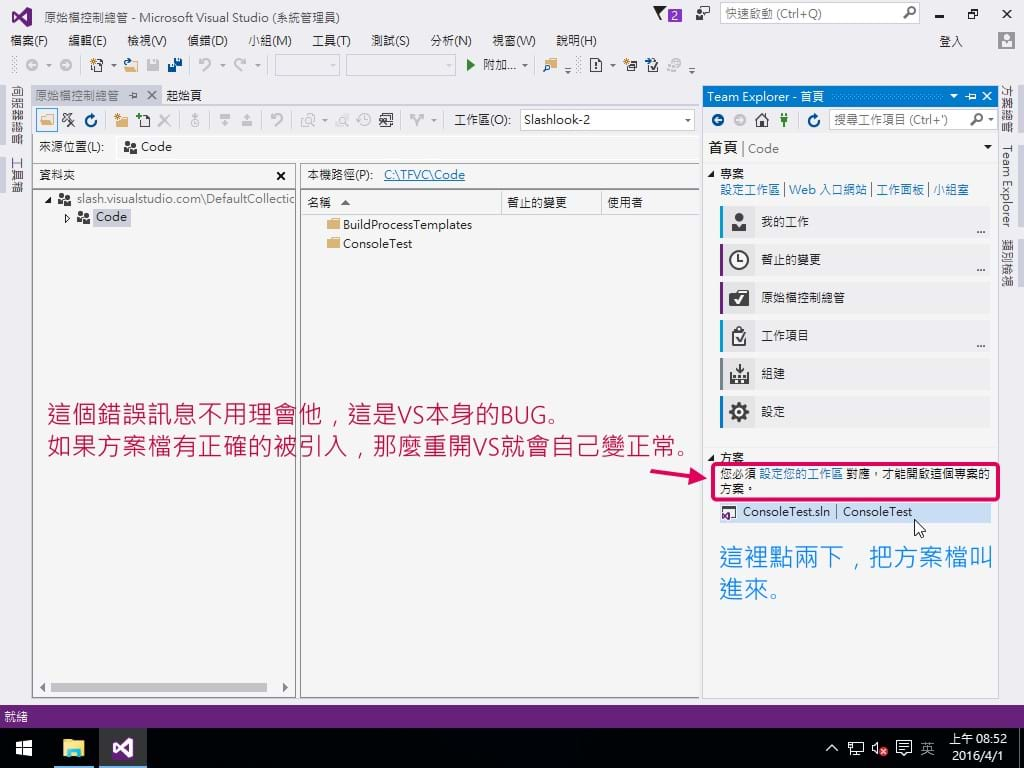 原始檔控制總管 - Microsoft Visual Studio (系統管理員)
2
快速啟動 (Ctrl+Q)
檔案(F) 編輯(E) 檢視(V) 偵錯(D) 小組(M) 工具(T) 測試(S) 分析(N) 視窗(W) 說明(H)
登入
附加...
伺服器總管
工具箱
原始檔控制總管
起始頁
工作區(O): Slashlook-2
來源位置(L): Code
資料夾
slash.visualstudio.com\DefaultCollectic
Code
本機路徑(P): C:\TFVC\Code
名稱 暫止的變更 使用者
BuildProcessTemplates
ConsoleTest
Team Explorer - 首頁
搜尋工作項目 (Ctrl+')
首頁 | Code
專案
設定工作區 | Web 入口網站 | 工作面板 | 小組室
我的工作
...
暫止的變更
...
原始檔控制總管
工作項目
...
組建
設定
方案
您必須 設定您的工作區 對應，才能開啟這個專案的
方案。
ConsoleTest.sln | ConsoleTest
方案總管
Team Explorer
類別檢視
這個錯誤訊息不用理會他，這是VS本身的BUG。
如果方案檔有正確的被引入，那麼重開VS就會自己變正常。
這裡點兩下，把方案檔叫
進來。
就緒
英
上午 08:52
2016/4/1